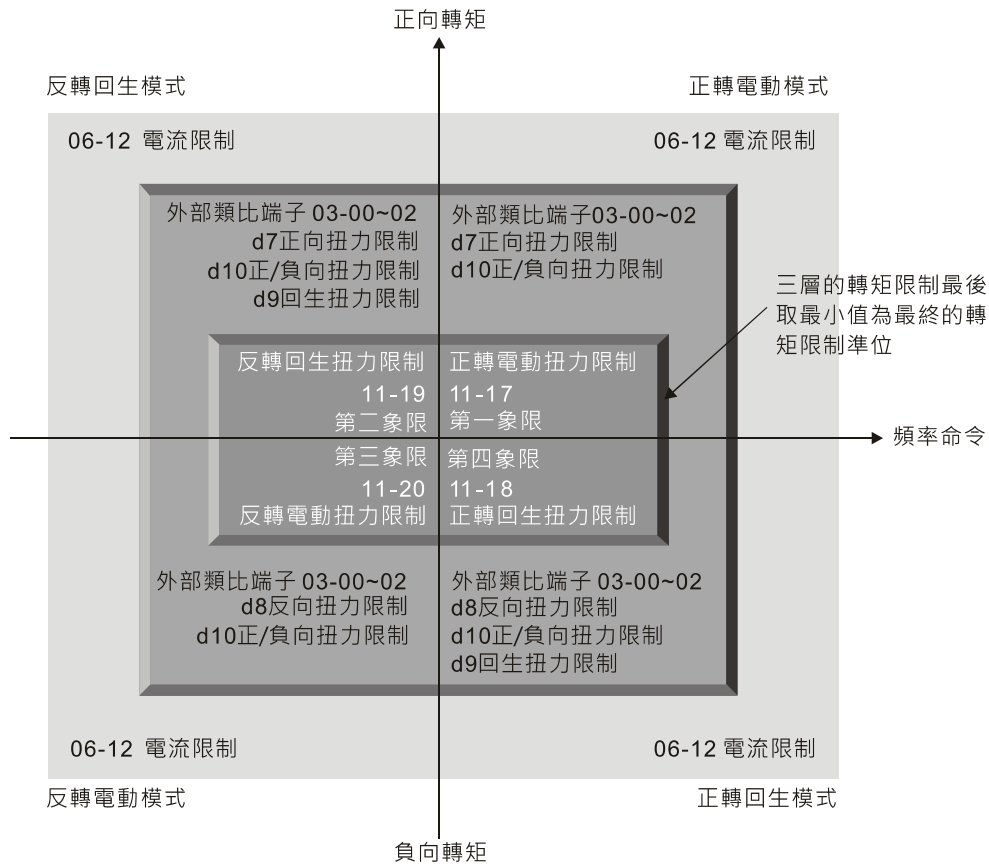 正向轉矩
反轉回生模式
正轉電動模式
06-12 電流限制
06-12 電流限制
外部類比端子 03-00~02
d7正向扭力限制
d10正/負向扭力限制
d9回生扭力限制
外部類比端子03-00~02
d7正向扭力限制
d10正/負向扭力限制
三層的轉矩限制最後
取最小值為最終的轉
矩限制準位
反轉回生扭力限制
11-19
第二象限
正轉電動扭力限制
11-17
第一象限
頻率命令
第三象限
11-20
反轉電動扭力限制
第四象限
11-18
正轉回生扭力限制
外部類比端子 03-00~02
d8反向扭力限制
d10正/負向扭力限制
外部類比端子 03-00~02
d8反向扭力限制
d10正/負向扭力限制
d9回生扭力限制
06-12 電流限制
06-12 電流限制
反轉電動模式
正轉回生模式
負向轉矩